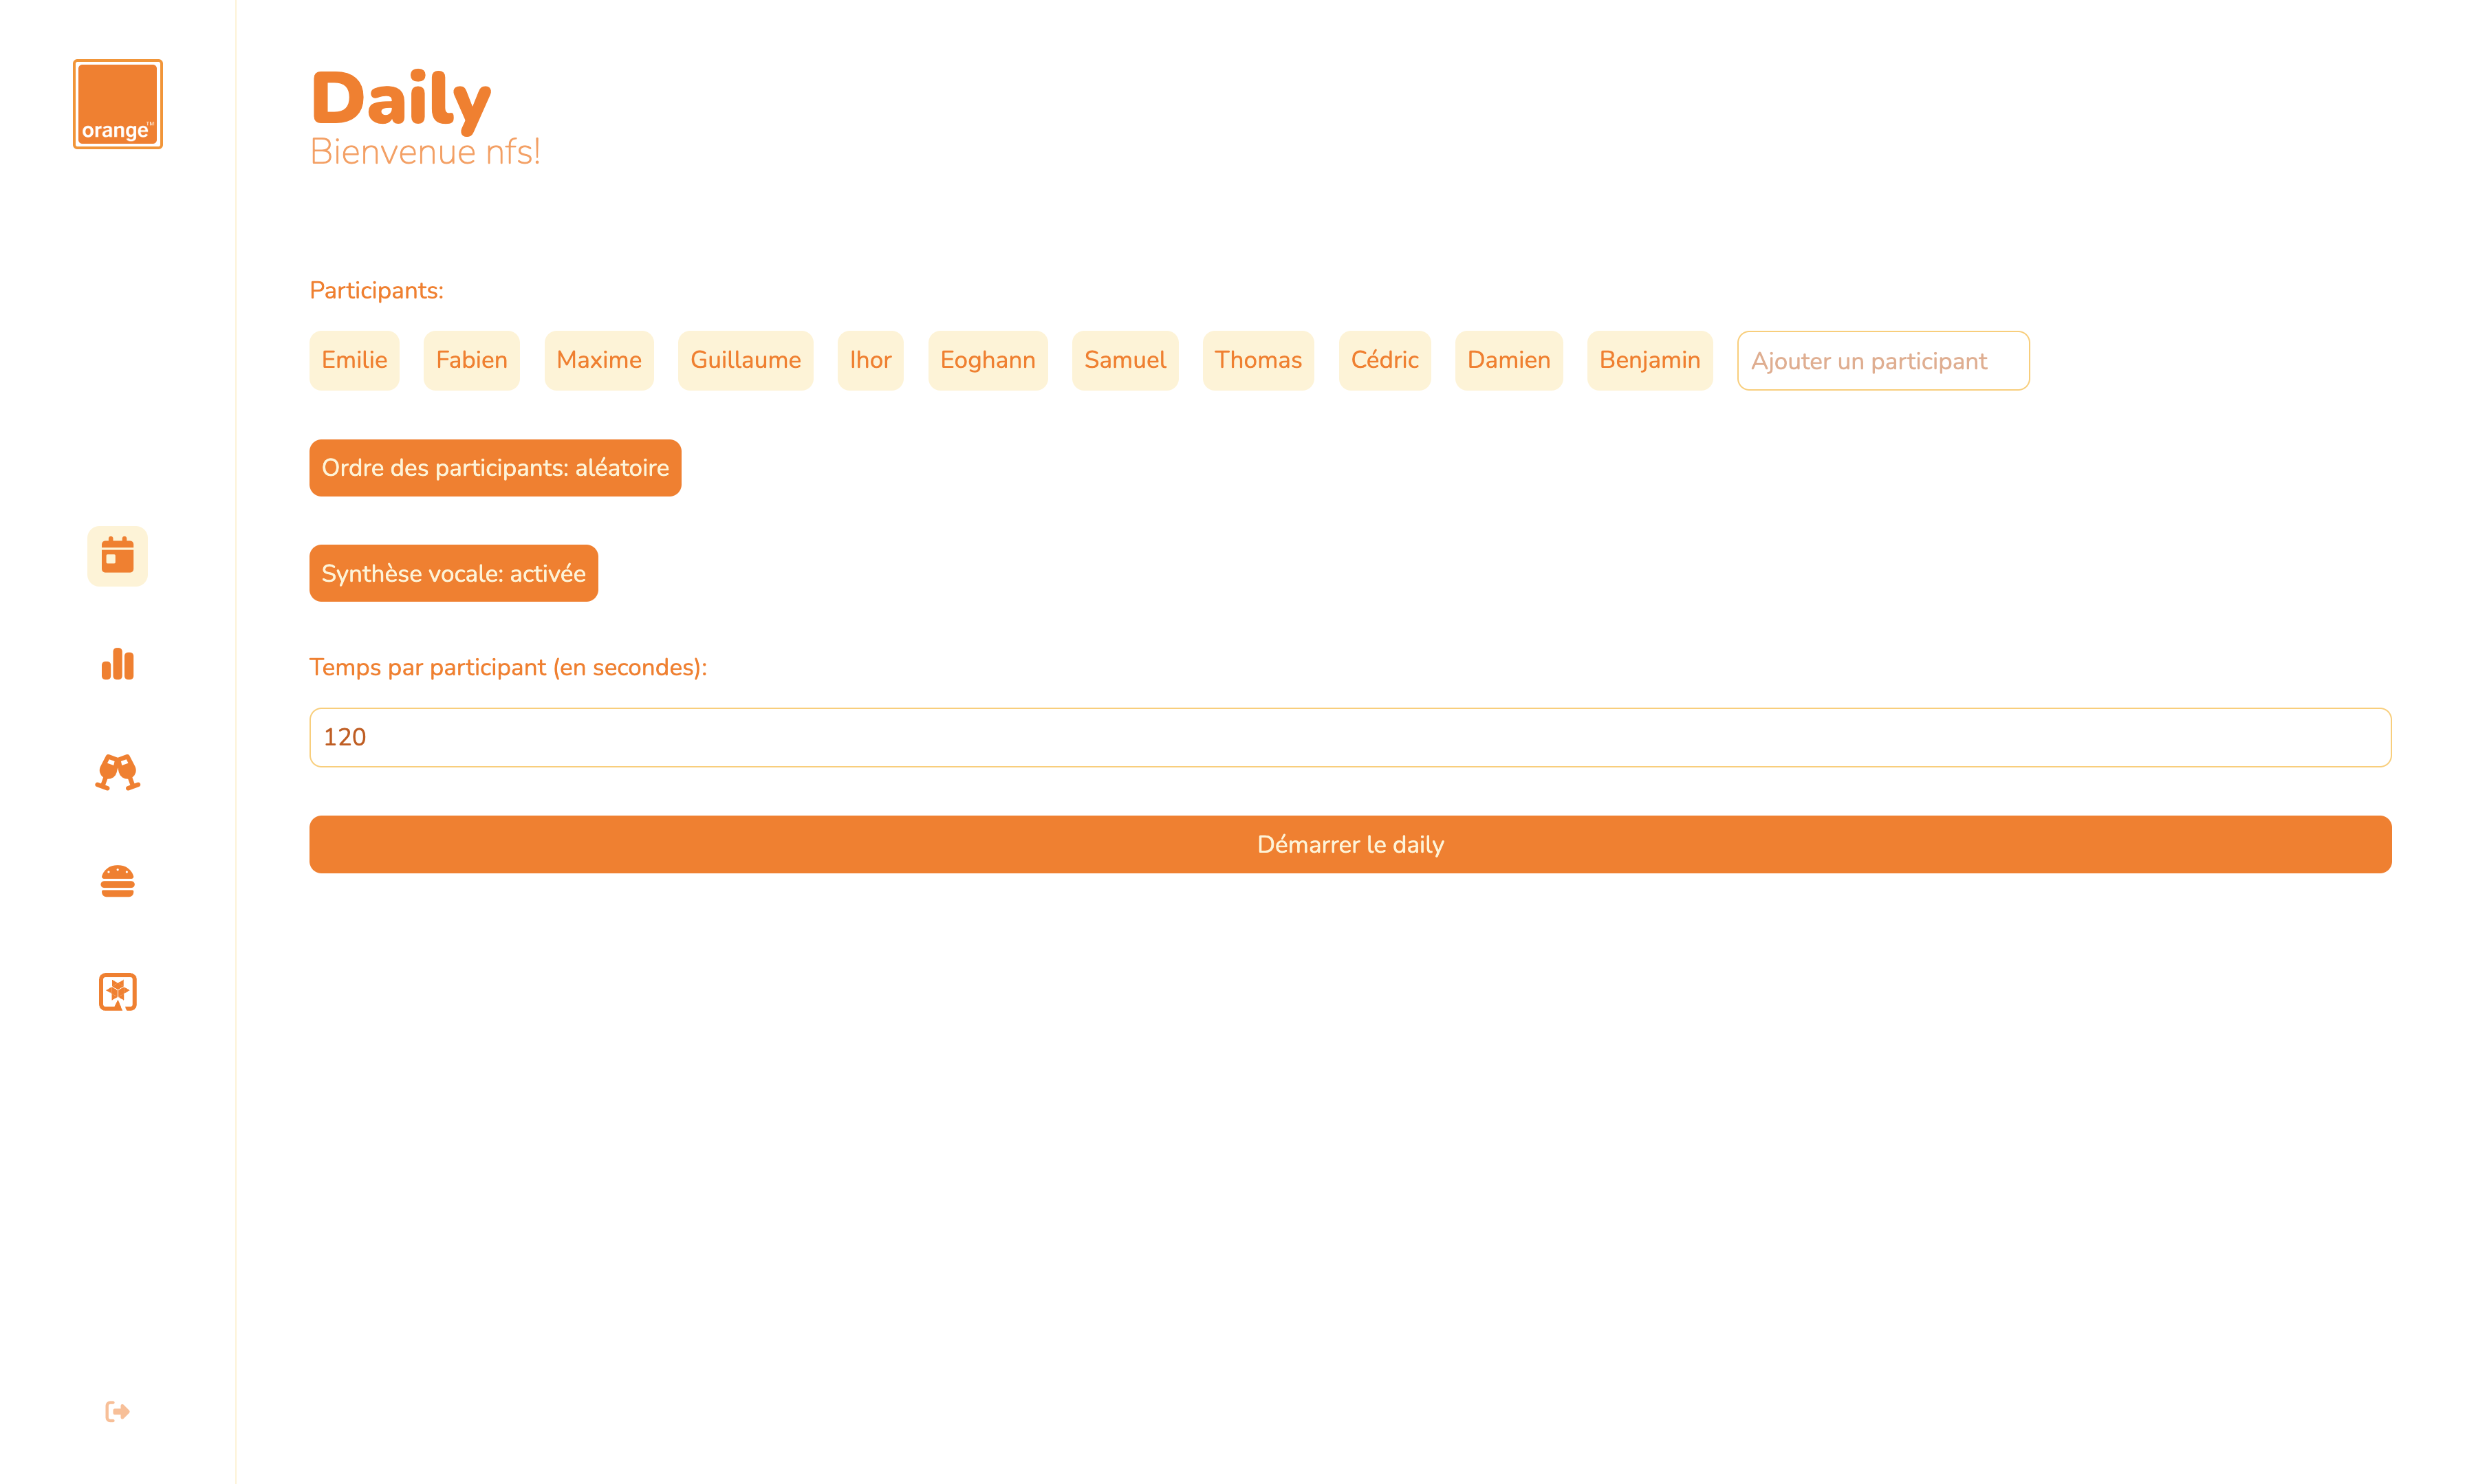 orange™
Daily
Bienvenue nfs!
Participants:
Emilie Fabien Maxime Guillaume Ihor Eoghann Samuel Thomas Cédric Damien Benjamin Ajouter un participant
Ordre des participants: aléatoire
Synthèse vocale: activée
Temps par participant (en secondes):
120
Démarrer le daily